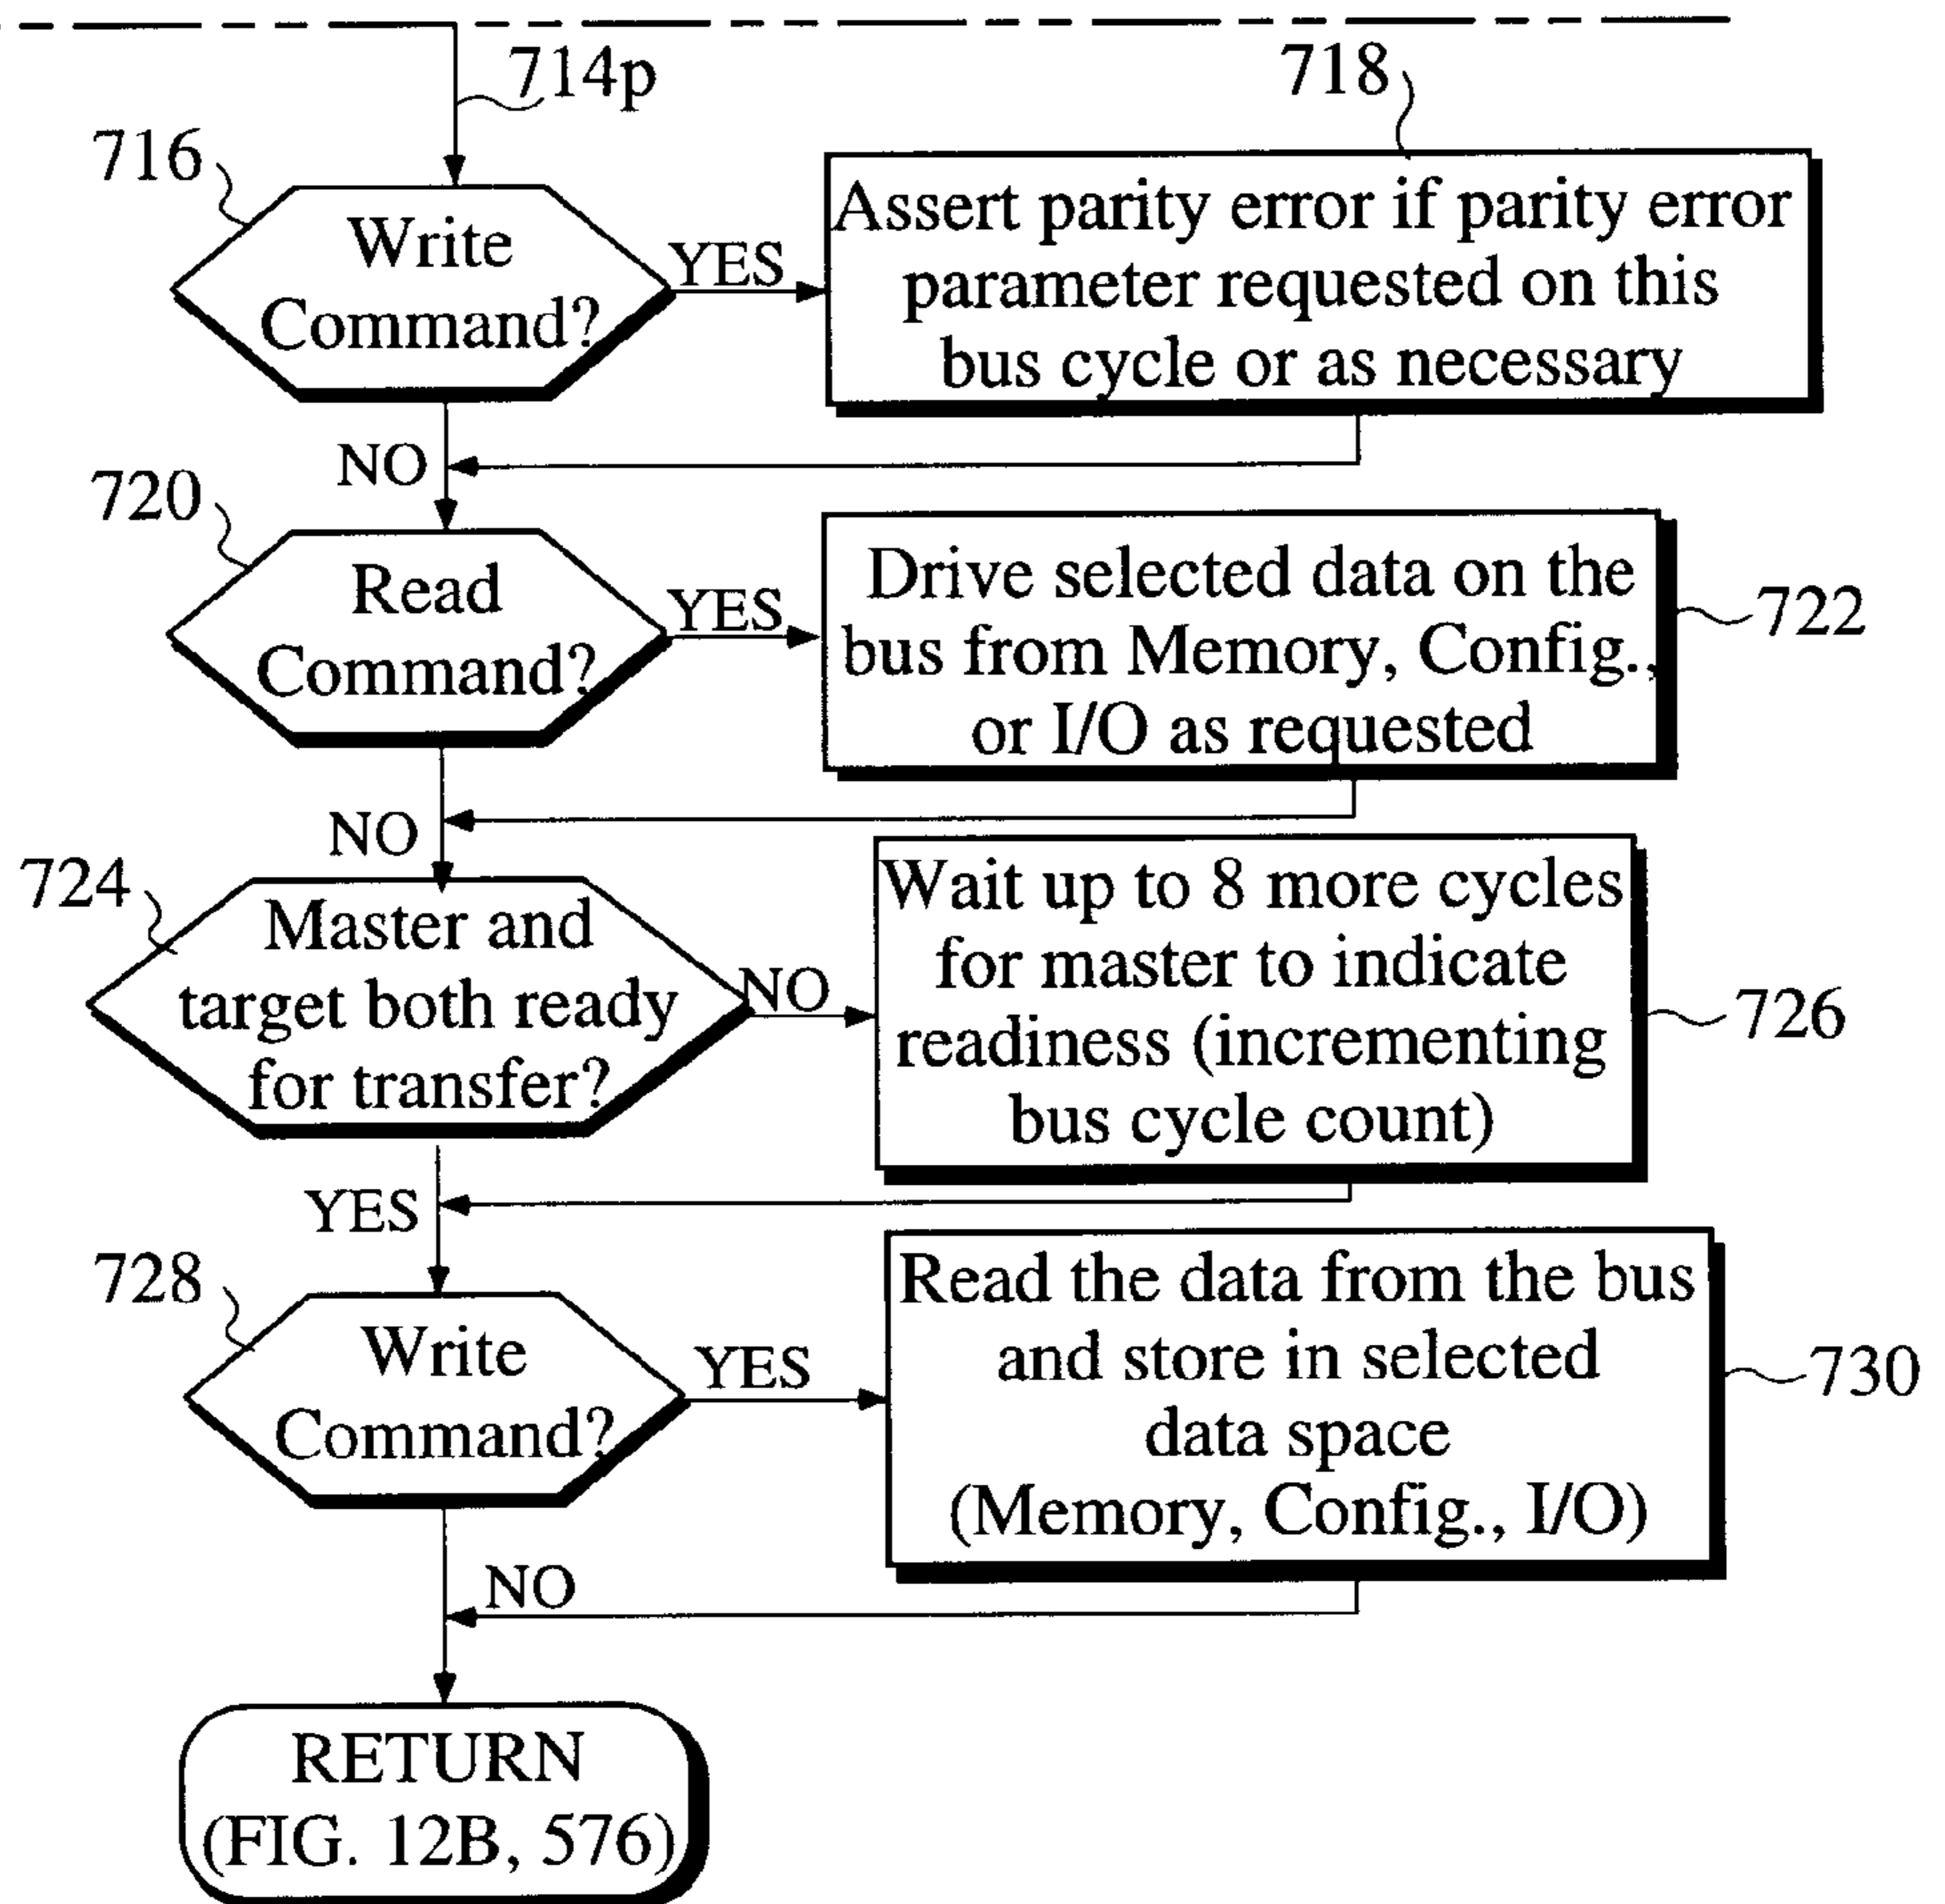 714p
718
716
Write
Command?
YES
Assert parity error if parity error
parameter requested on this
bus cycle or as necessary
NO
720
Read
Command?
YES
Drive selected data on the
bus from Memory, Config.,
or I/O as requested
722
NO
724
Master and
target both ready
for transfer?
NO
Wait up to 8 more cycles
for master to indicate
readiness (incrementing
bus cycle count)
726
YES
728
Write
Command?
YES
Read the data from the bus
and store in selected
data space
(Memory, Config., I/O)
730
NO
RETURN
(FIG. 12B, 576)